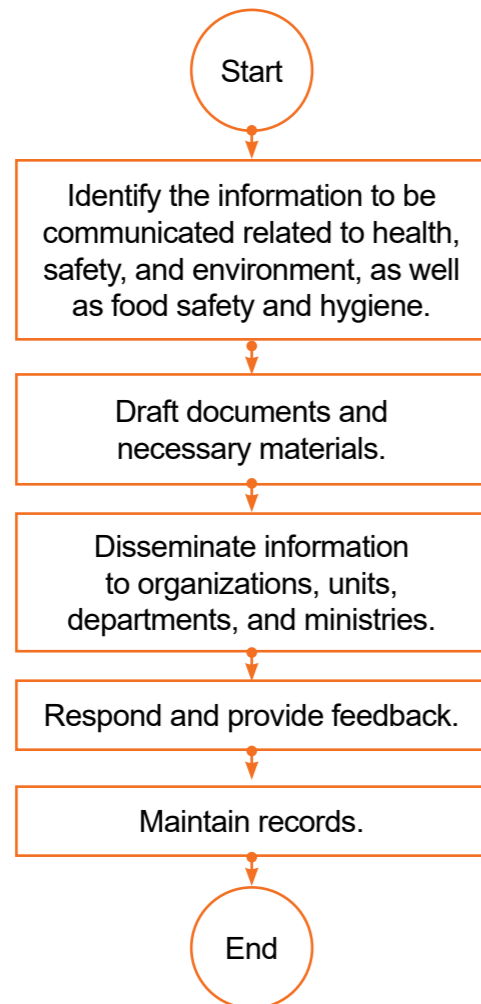 Start
Identify the information to be
communicated related to health,
safety, and environment, as well
as food safety and hygiene.
Draft documents and
necessary materials.
Disseminate information
to organizations, units,
departments, and ministries.
Respond and provide feedback.
Maintain records.
End